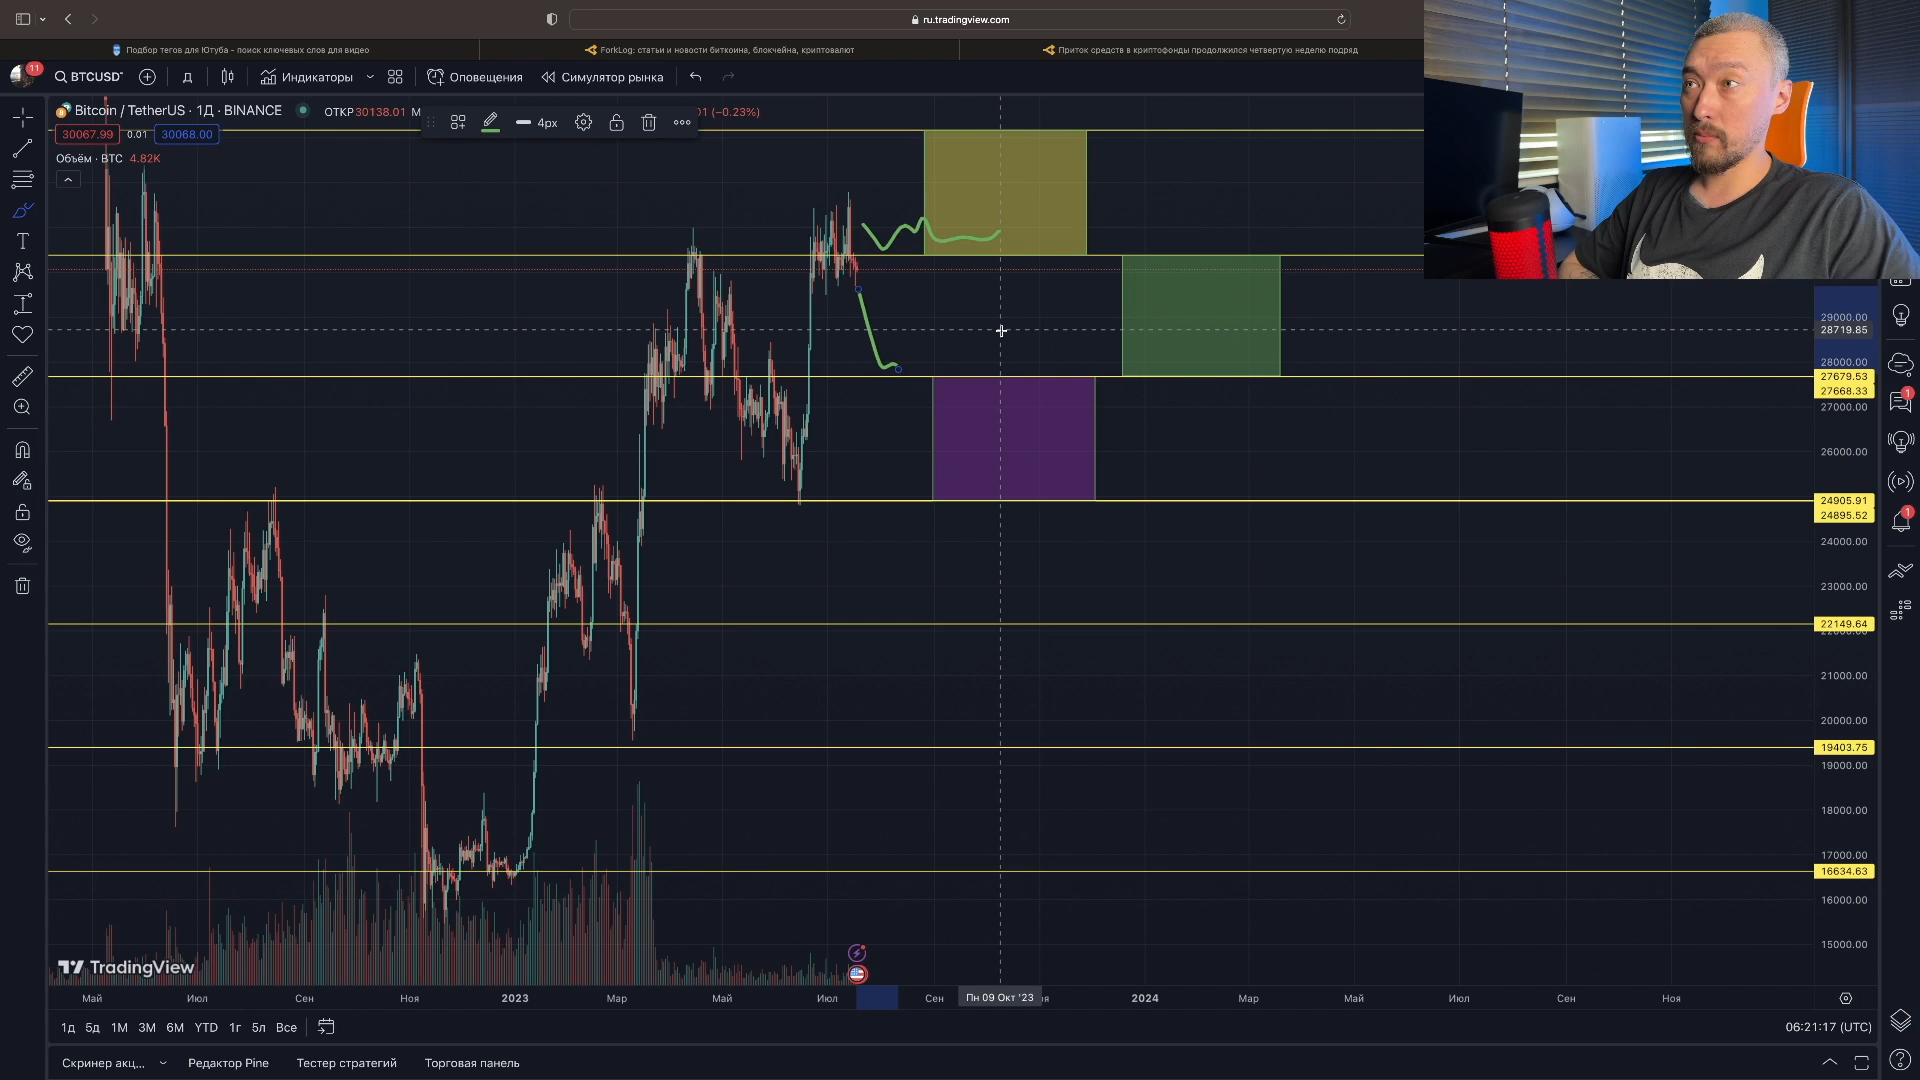 ru.tradingview.com
Подбор тегов для Ютуба - поиск ключевых слов для видео
ForkLog: статьи и новости биткоина, блокчейна, криптовалют
Приток средств в криптофонды продолжился четвертую неделю подряд
11
BTCUSD
Д
Индикаторы
Оповещения
Симулятор рынка
Bitcoin / TetherUS · 1Д · BINANCE
ОТКР30138.01
01 (−0.23%)
30067.99
0.01
30068.00
4px
Объём · BTC 4.82K
29000.00
28719.85
28000.00
27679.53
27668.33
27000.00
26000.00
24905.91
24895.52
24000.00
23000.00
22149.64
22000.00
21000.00
20000.00
19403.75
19000.00
18000.00
17000.00
16634.63
16000.00
15000.00
1
1
TradingView
Май
Июл
Сен
Ноя
2023
Мар
Май
Июл
Сен
Пн 09 Окт '23
2024
Мар
Май
Июл
Сен
Ноя
1д
5д
1М
3М
6М
YTD
1г
5л
Все
06:21:17 (UTC)
Скринер акц...
Редактор Pine
Тестер стратегий
Торговая панель